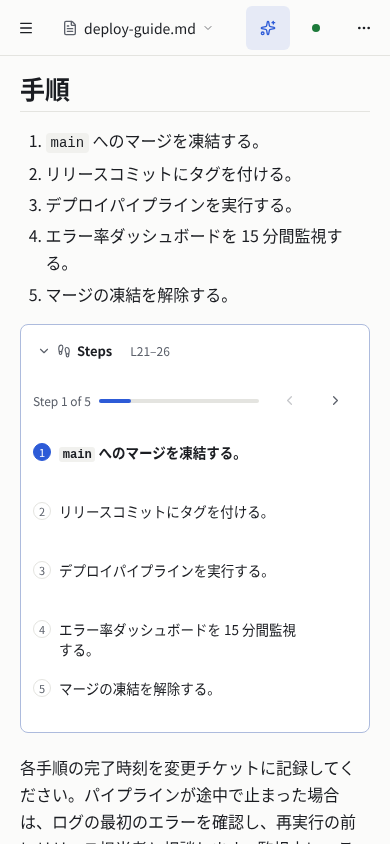 deploy-guide.md
手順
1. main へのマージを凍結する。
2. リリースコミットにタグを付ける。
3. デプロイパイプラインを実行する。
4. エラー率ダッシュボードを 15 分間監視す
る。
5. マージの凍結を解除する。
Steps L21–26
Step 1 of 5
1 main へのマージを凍結する。
2 リリースコミットにタグを付ける。
3 デプロイパイプラインを実行する。
4 エラー率ダッシュボードを 15 分間監視
する。
5 マージの凍結を解除する。
各手順の完了時刻を変更チケットに記録してく
ださい。パイプラインが途中で止まった場合
は、ログの最初のエラーを確認し、再実行の前